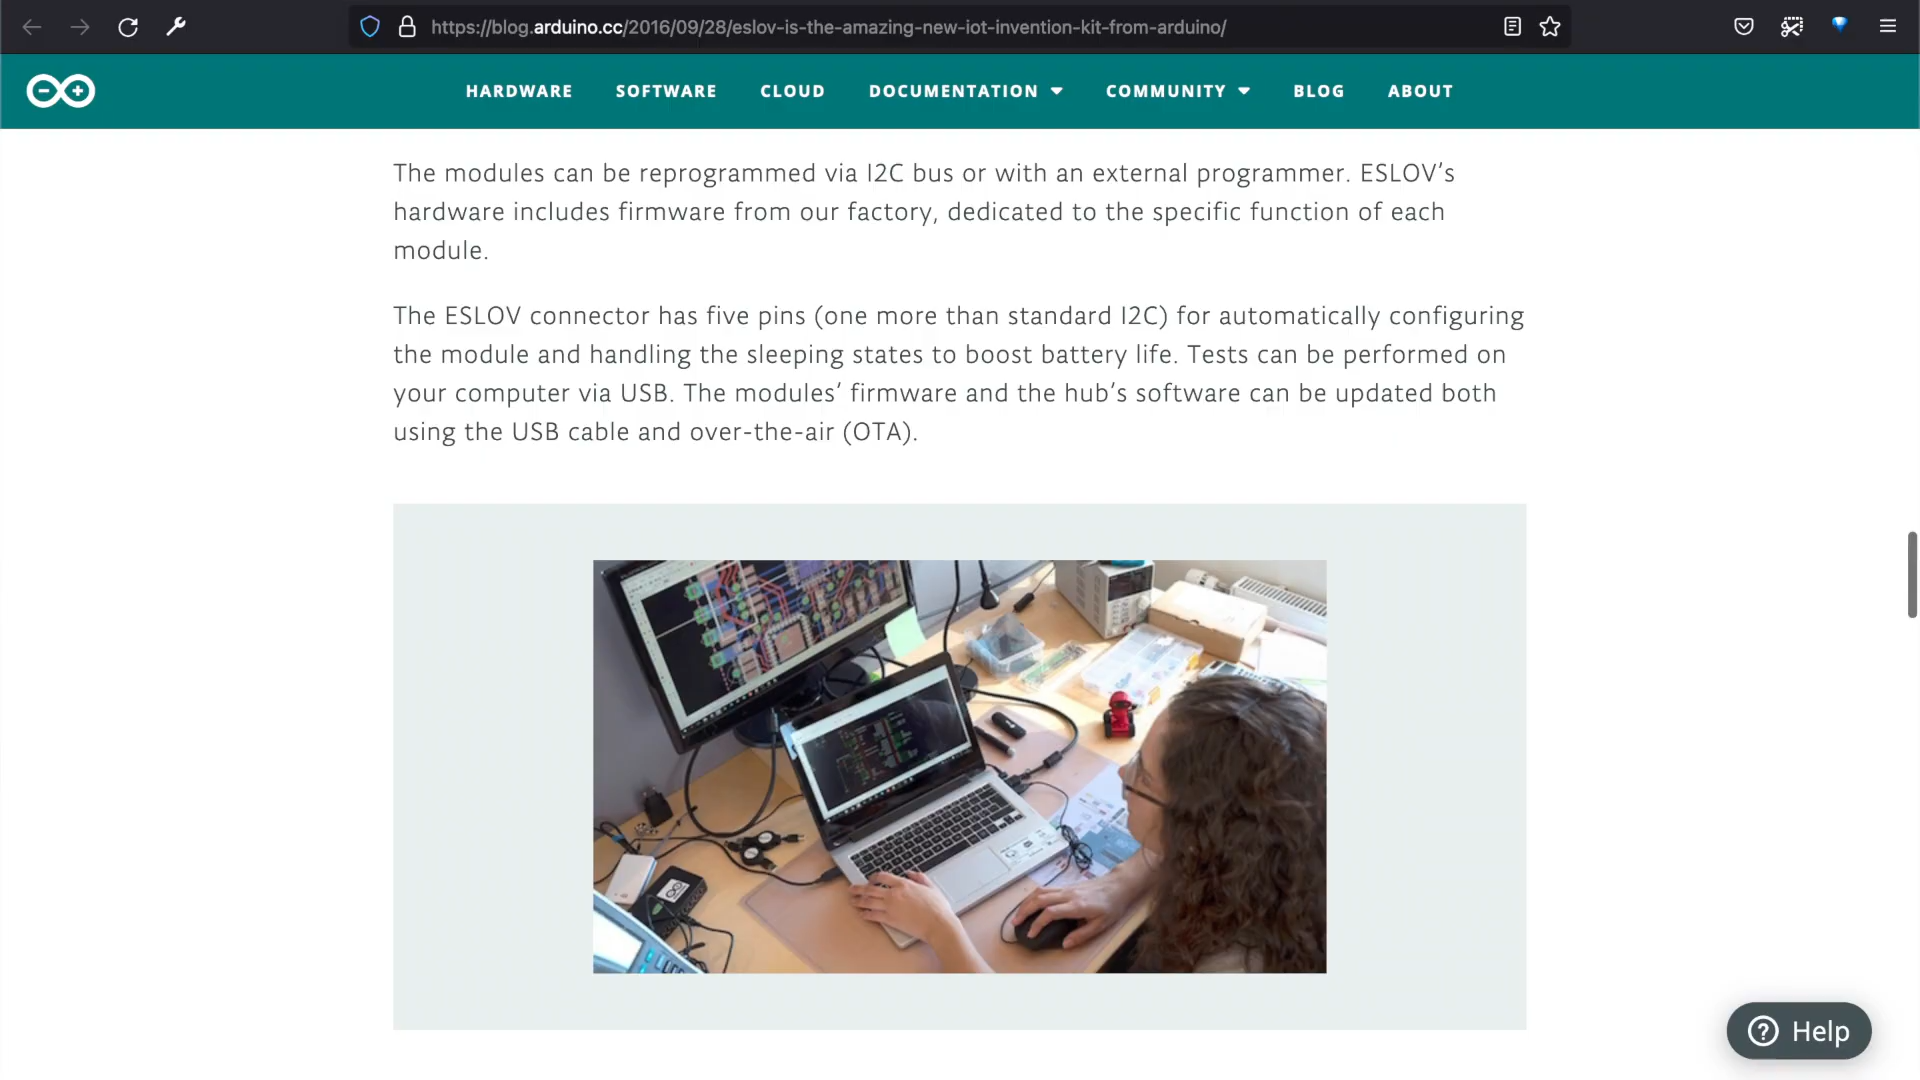 https://blog.arduino.cc/2016/09/28/eslov-is-the-amazing-new-iot-invention-kit-from-arduino/
HARDWARE SOFTWARE CLOUD DOCUMENTATION COMMUNITY BLOG ABOUT
The modules can be reprogrammed via I2C bus or with an external programmer. ESLOV’s
hardware includes firmware from our factory, dedicated to the specific function of each
module.
The ESLOV connector has five pins (one more than standard I2C) for automatically configuring
the module and handling the sleeping states to boost battery life. Tests can be performed on
your computer via USB. The modules’ firmware and the hub’s software can be updated both
using the USB cable and over-the-air (OTA).
Help